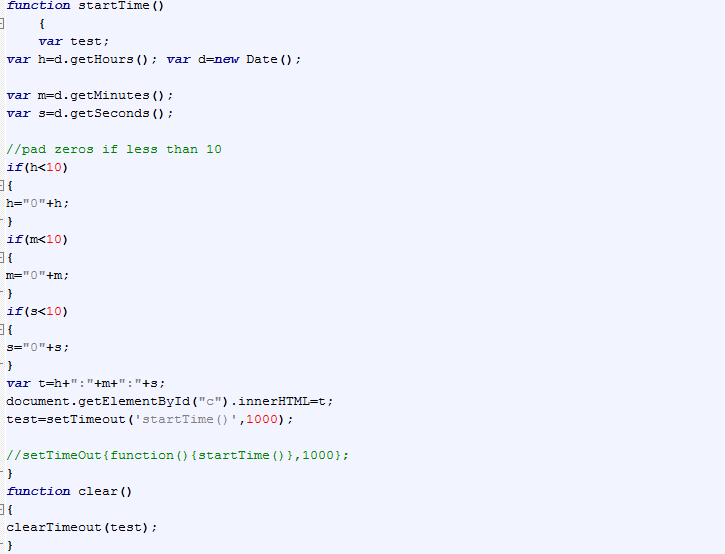 function startTime()
{
var test;
var h=d.getHours(); var d=new Date();
var m=d.getMinutes();
var s=d.getSeconds();
//pad zeros if less than 10
if(h<10)
{
h="0"+h;
}
if(m<10)
{
m="0"+m;
}
if(s<10)
{
s="0"+s;
}
var t=h+":"+m+":"+s;
document.getElementById("c").innerHTML=t;
test=setTimeout('startTime()',1000);
//setTimeOut{function(){startTime()},1000};
}
function clear()
{
clearTimeout(test);
}